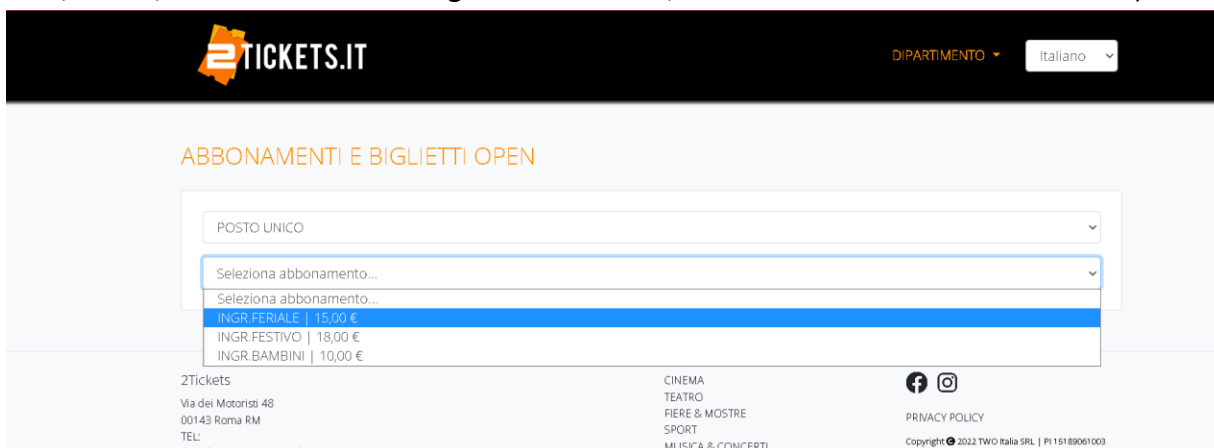 2TICKETS.IT
DIPARTIMENTO
Italiano
ABBONAMENTI E BIGLIETTI OPEN
POSTO UNICO
Seleziona abbonamento...
Seleziona abbonamento...
INGR.FERIALE | 15,00 €
INGR.FESTIVO | 18,00 €
INGR.BAMBINI | 10,00 €
2Tickets
Via dei Motoristi 48
00143 Roma RM
TEL:
CINEMA
TEATRO
FIERE & MOSTRE
SPORT
MUSICA & CONCERTI
PRIVACY POLICY
Copyright 2022 TWO Italia SRL | PI 15189061003